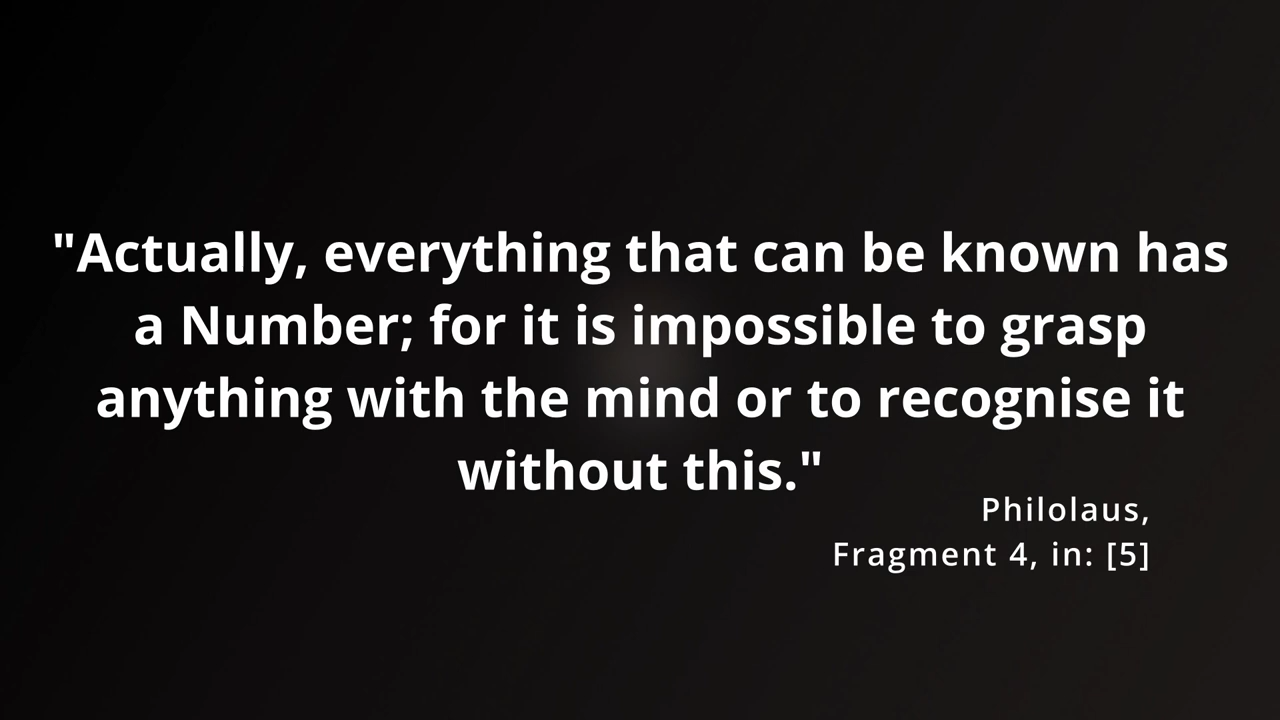 "Actually, everything that can be known has
a Number; for it is impossible to grasp
anything with the mind or to recognise it
without this."
Philolaus,
Fragment 4, in: [5]